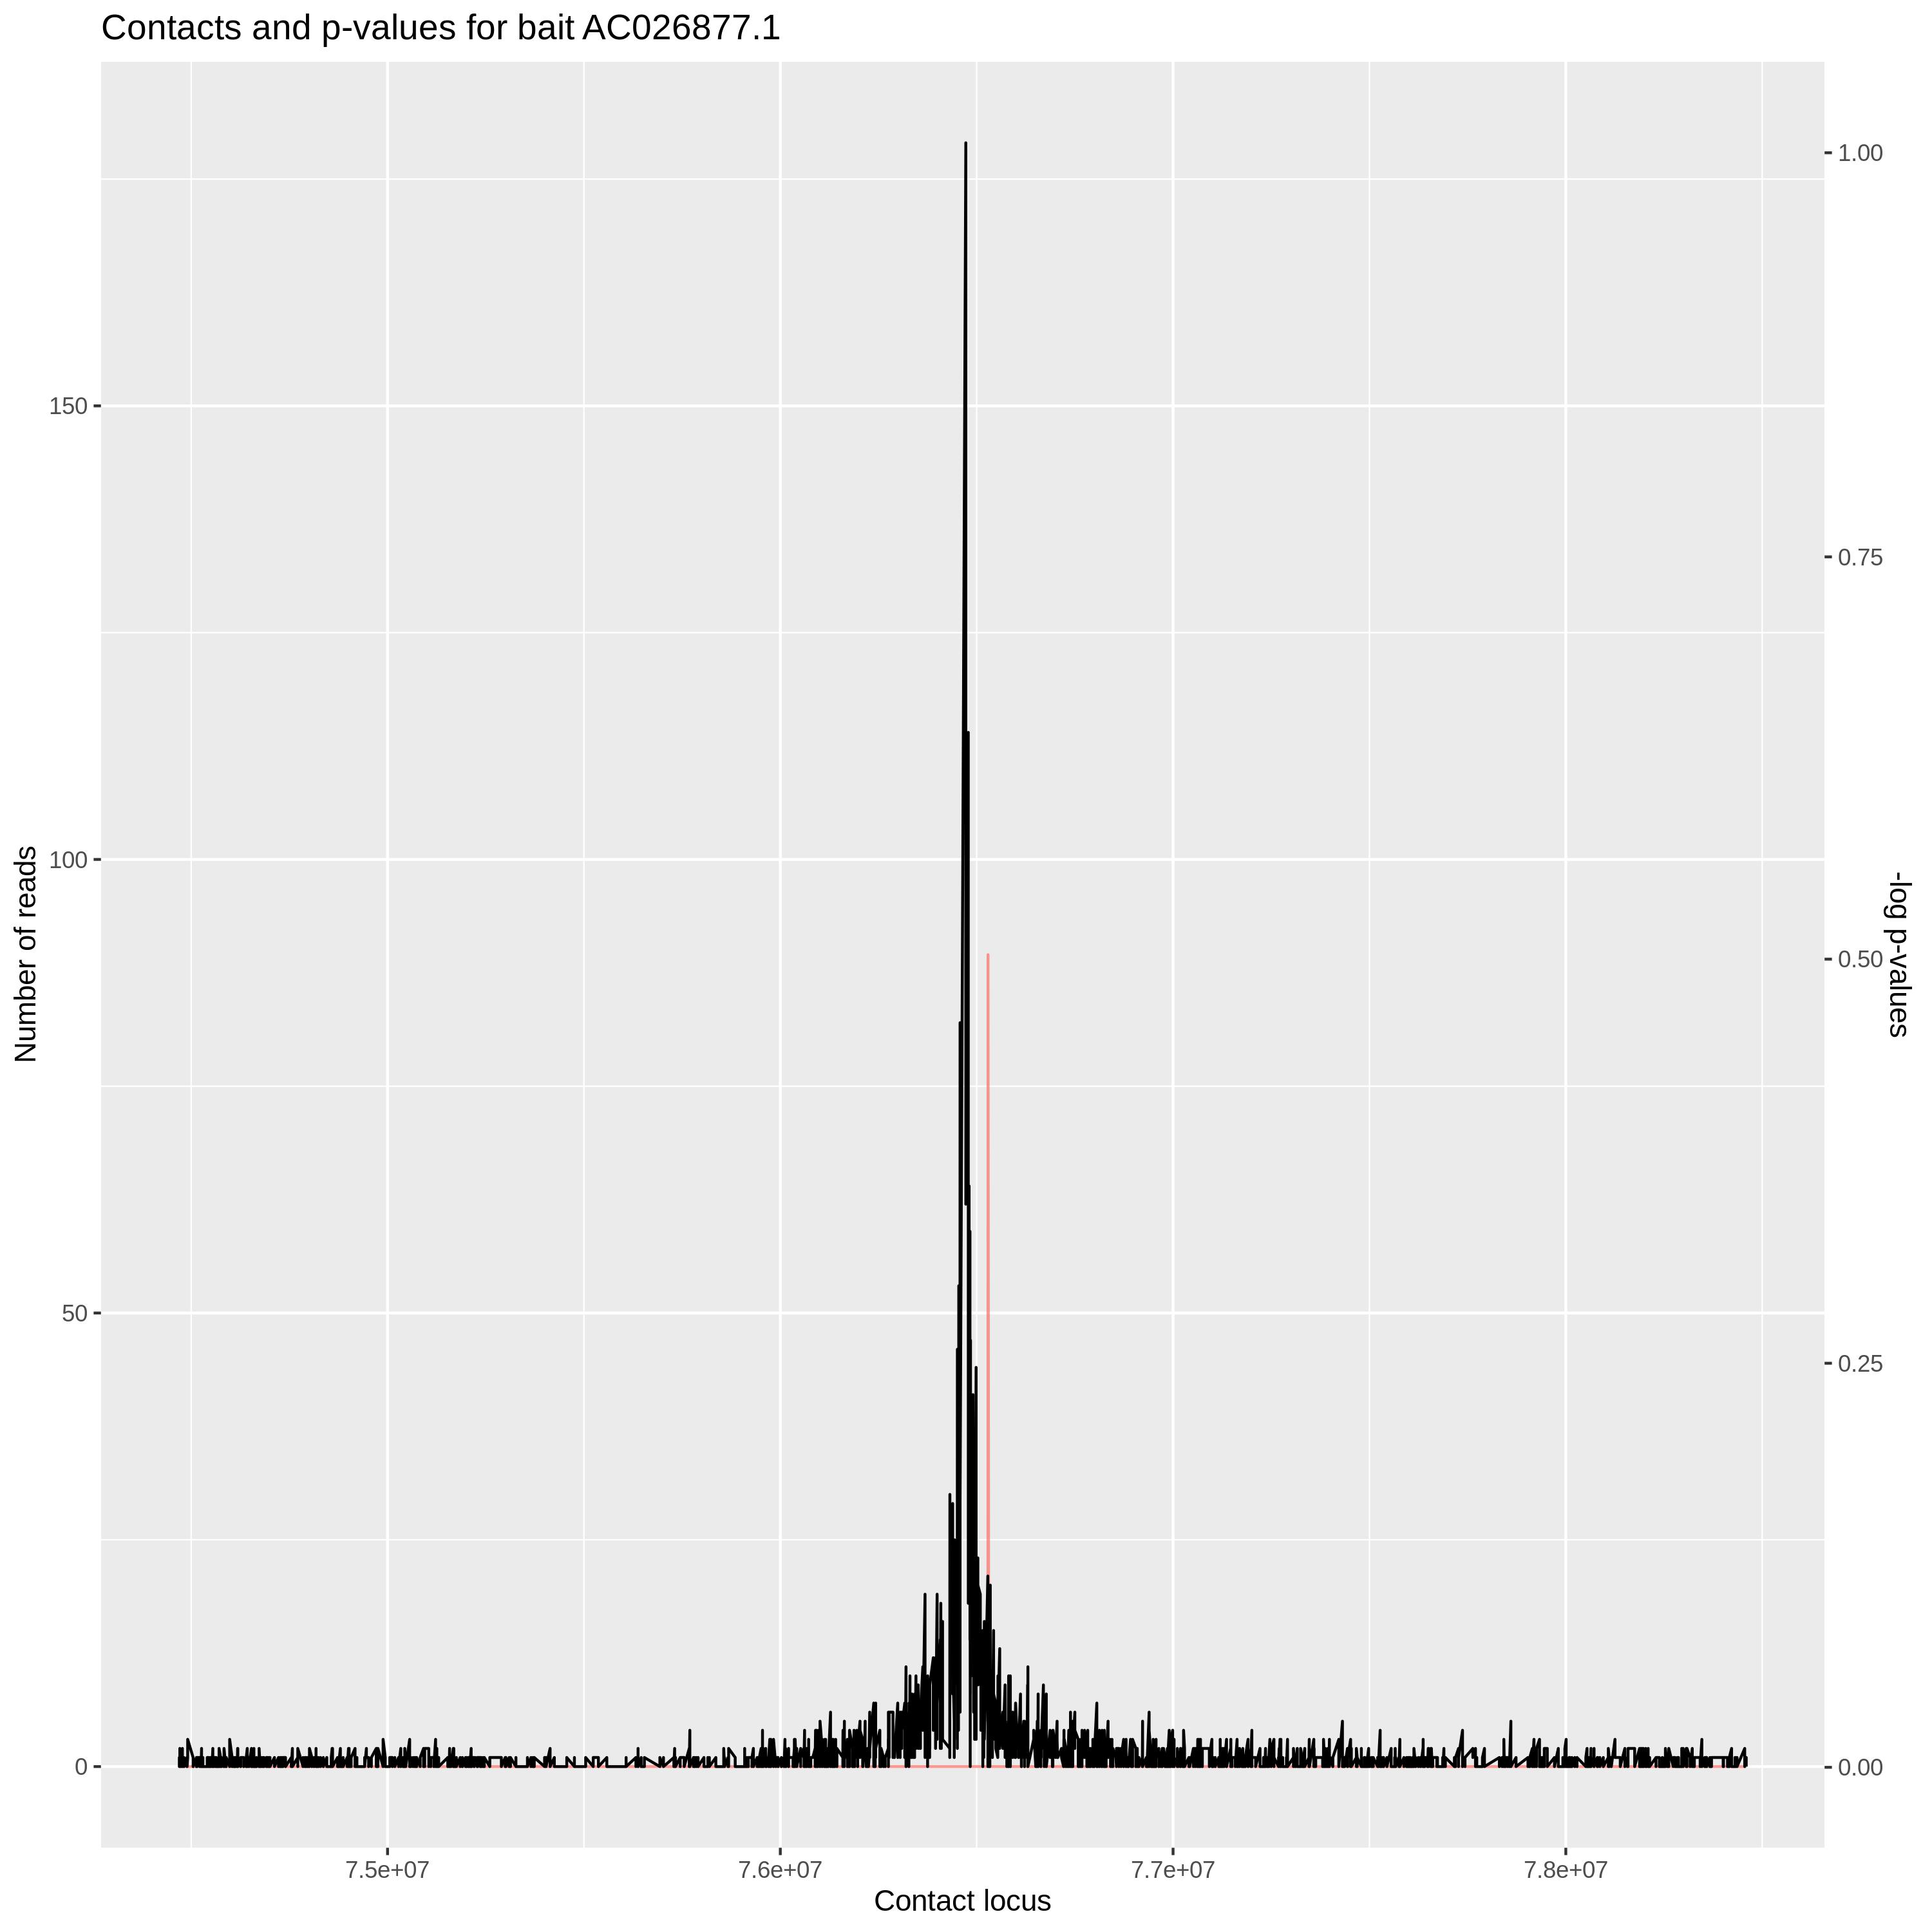 Contacts and p-values for bait AC026877.1
Number of reads
150
100
50
0
1.00
0.75
0.50
0.25
0.00
-log p-values
7.5e+07 7.6e+07 7.7e+07 7.8e+07
Contact locus